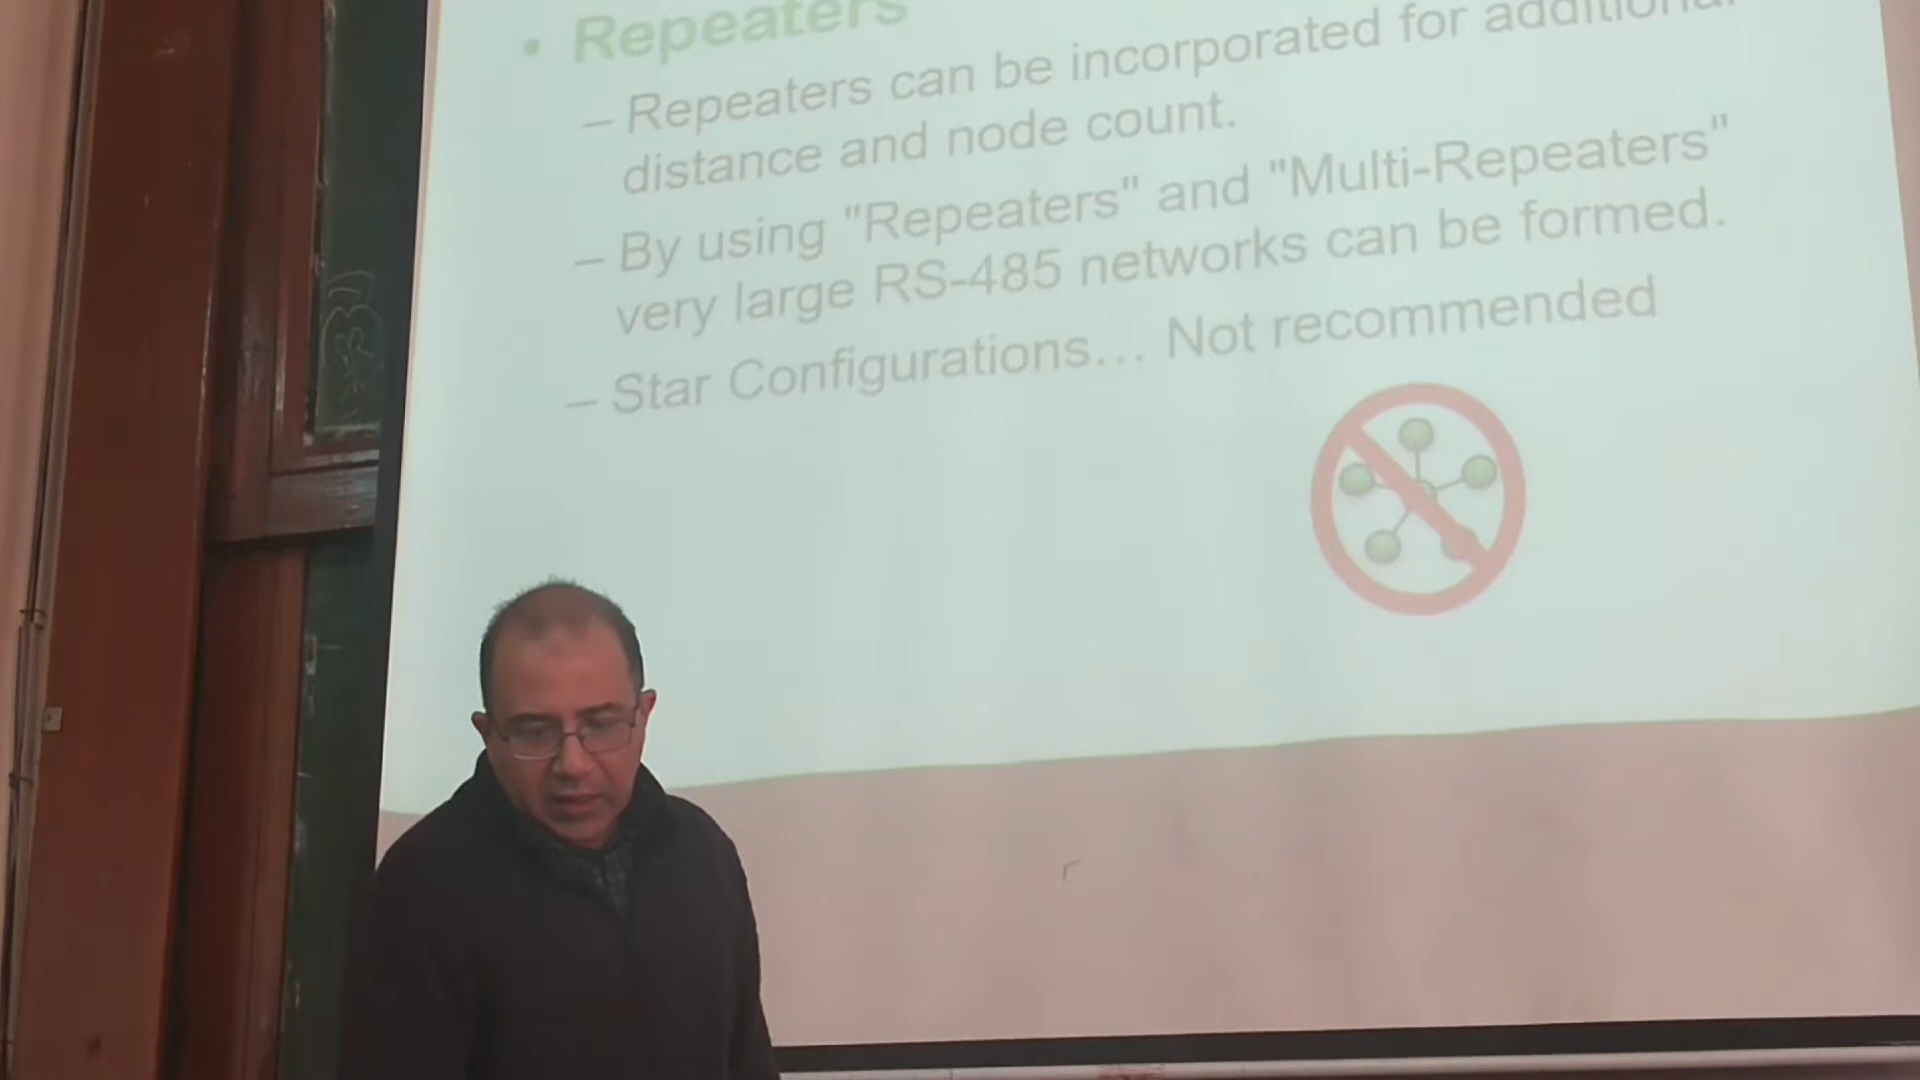 • Repeaters
– Repeaters can be incorporated for additional
distance and node count.
– By using "Repeaters" and "Multi-Repeaters"
very large RS-485 networks can be formed.
– Star Configurations... Not recommended